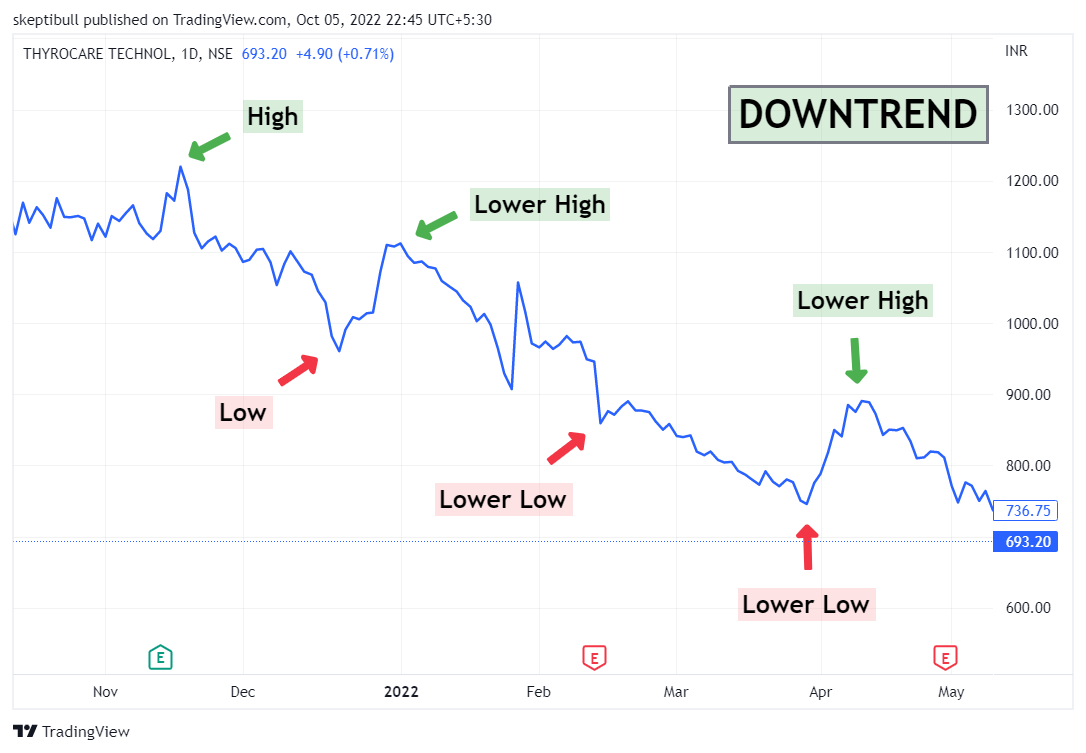 skeptibull published on TradingView.com, Oct 05, 2022 22:45 UTC+5:30
THYROCARE TECHNOL, 1D, NSE 693.20 +4.90 (+0.71%)
INR
DOWNTREND
High
Lower High
Lower High
Low
Lower Low
Lower Low
1300.00
1200.00
1100.00
1000.00
900.00
800.00
736.75
693.20
600.00
E
E
E
Nov Dec 2022 Feb Mar Apr May
TradingView